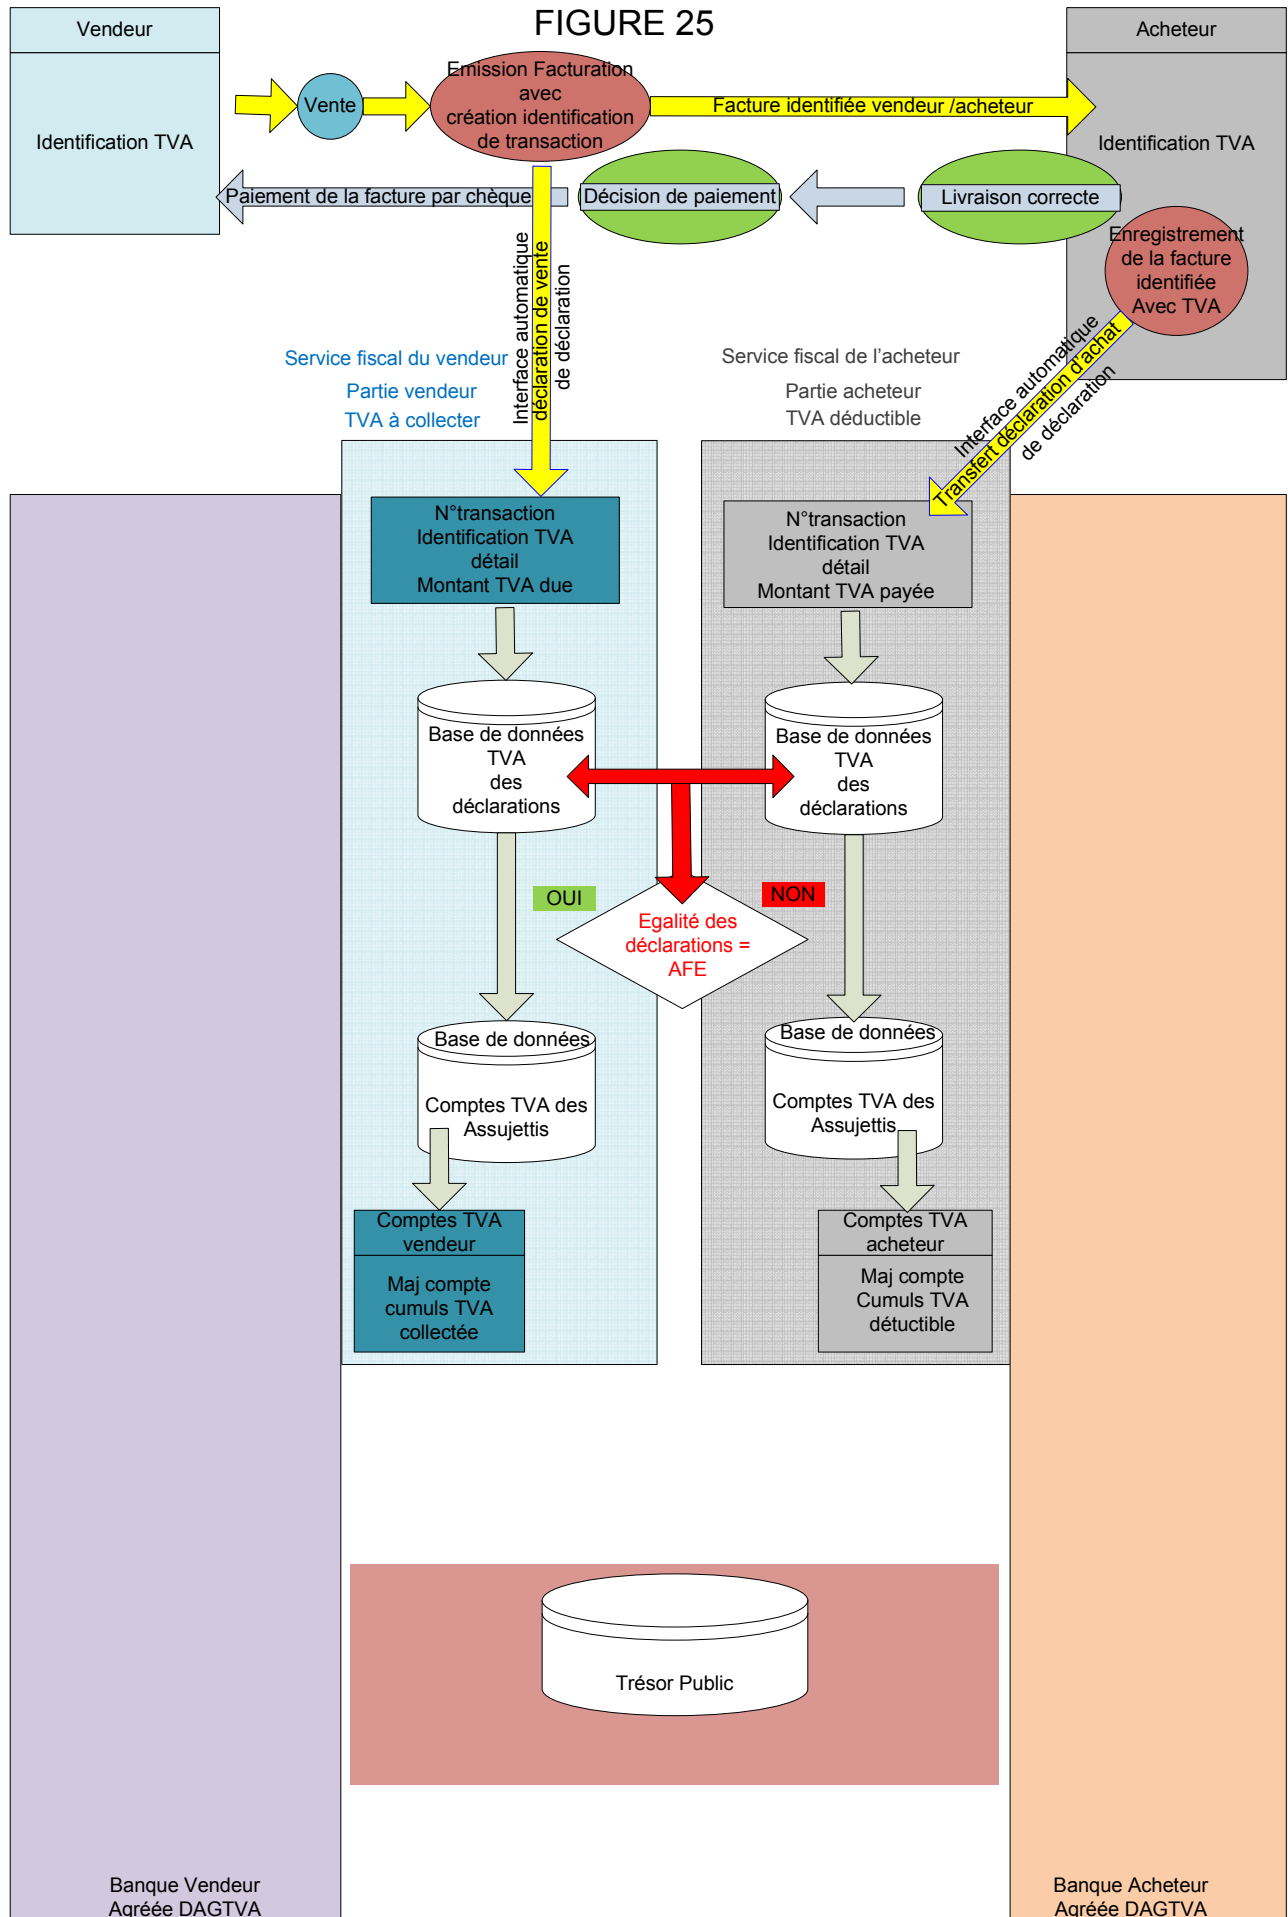 FIGURE 25
Vendeur
Identification TVA
Vente
Emission Facturation
avec
création identification
de transaction
Facture identifiée vendeur /acheteur
Acheteur
Identification TVA
Paiement de la facture par chèque
Décision de paiement
Livraison correcte
Enregistrement
de la facture
identifiée
Avec TVA
Interface automatique
déclaration de vente
de déclaration
Interface automatique
Transfert déclaration d'achat
de déclaration
Service fiscal du vendeur
Partie vendeur
TVA à collecter
Service fiscal de l’acheteur
Partie acheteur
TVA déductible
N°transaction
Identification TVA
détail
Montant TVA due
N°transaction
Identification TVA
détail
Montant TVA payée
Base de données
TVA
des
déclarations
Base de données
TVA
des
déclarations
OUI
NON
Egalité des
déclarations =
AFE
Base de données
Comptes TVA des
Assujettis
Base de données
Comptes TVA des
Assujettis
Comptes TVA
vendeur
Maj compte
cumuls TVA
collectée
Comptes TVA
acheteur
Maj compte
Cumuls TVA
détuctible
Trésor Public
Banque Vendeur
Agréée DAGTVA
Banque Acheteur
Agréée DAGTVA